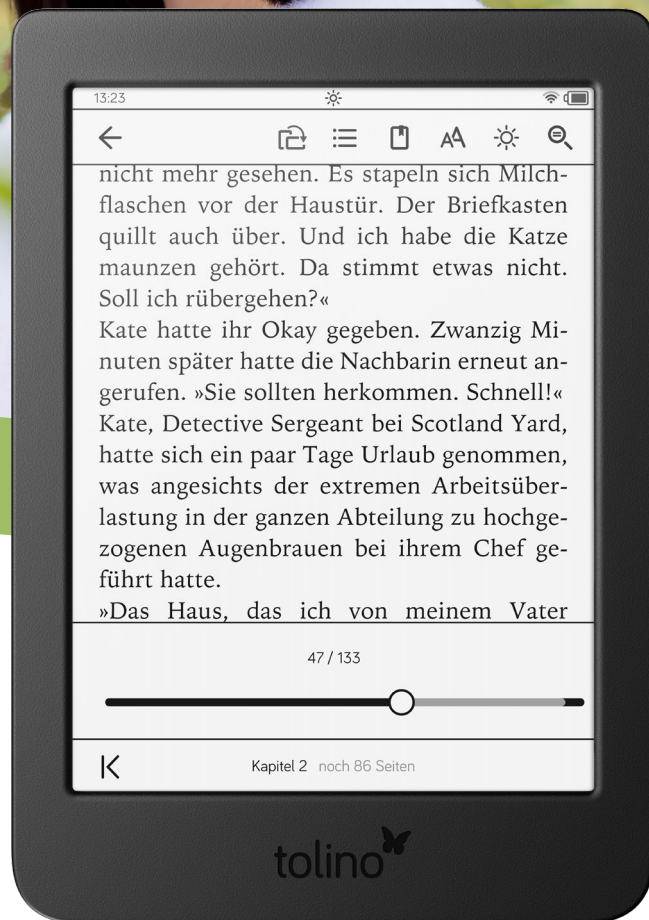 13:23
nicht mehr gesehen. Es stapeln sich Milch-
flaschen vor der Haustür. Der Briefkasten
quillt auch über. Und ich habe die Katze
maunzen gehört. Da stimmt etwas nicht.
Soll ich rübergehen?«
Kate hatte ihr Okay gegeben. Zwanzig Mi-
nuten später hatte die Nachbarin erneut an-
gerufen. »Sie sollten herkommen. Schnell!«
Kate, Detective Sergeant bei Scotland Yard,
hatte sich ein paar Tage Urlaub genommen,
was angesichts der extremen Arbeitsüber-
lastung in der ganzen Abteilung zu hochge-
zogenen Augenbrauen bei ihrem Chef ge-
führt hatte.
»Das Haus, das ich von meinem Vater
47 / 133
Kapitel 2 noch 86 Seiten
tolino